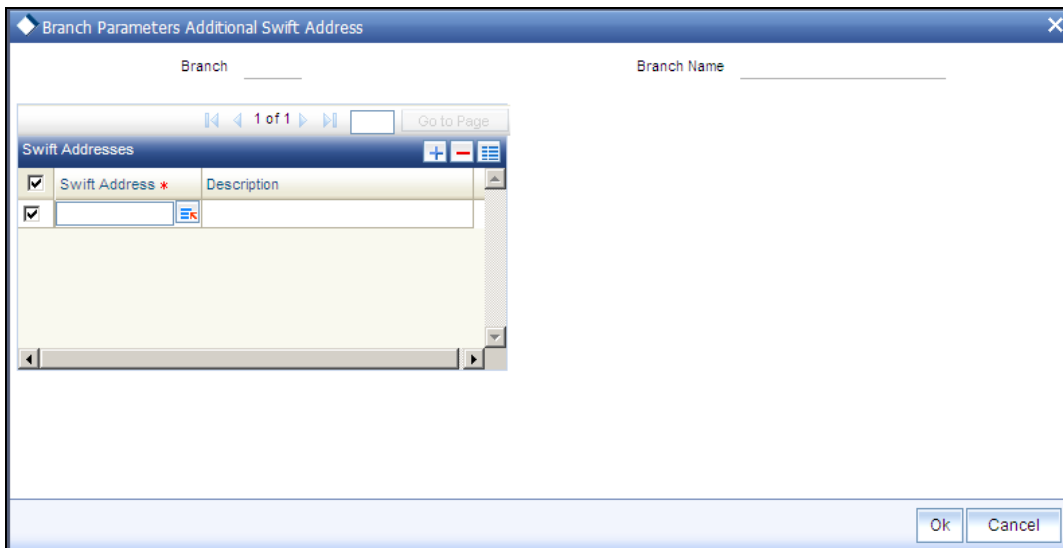 Branch Parameters Additional Swift Address
Branch
Branch Name
1 of 1
Go to Page
Swift Addresses
Swift Address * Description
Ok Cancel